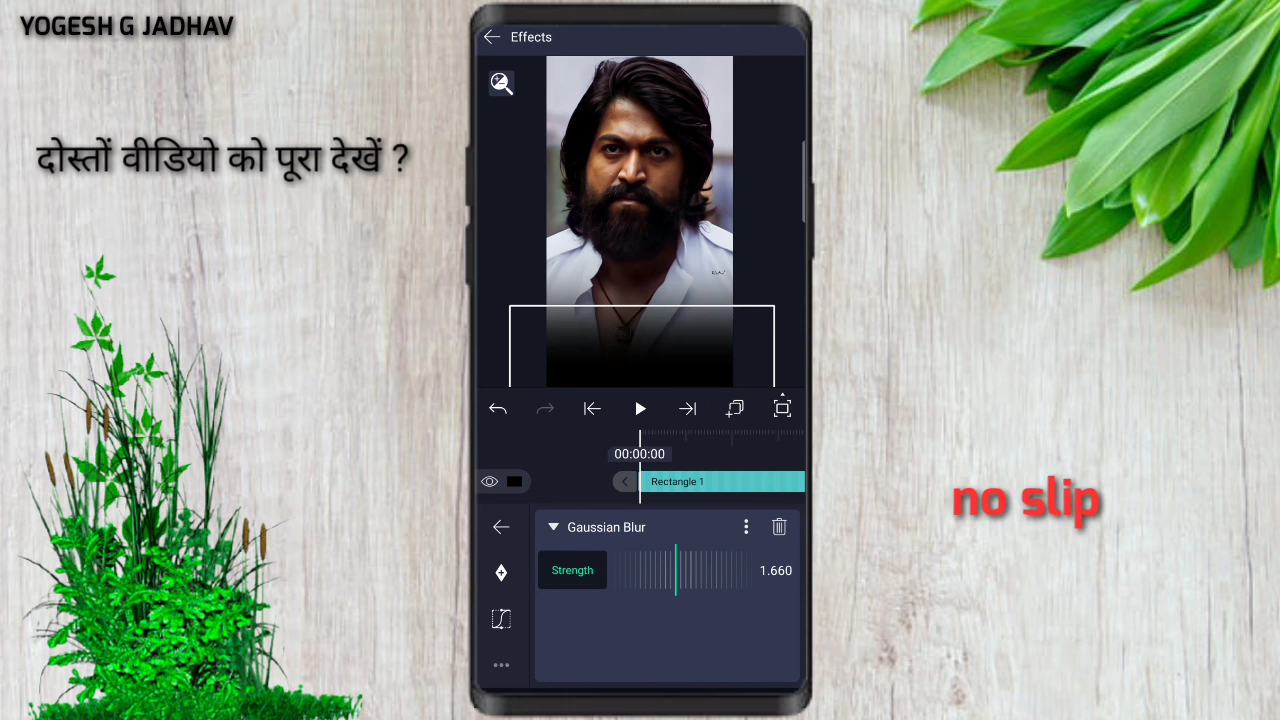 YOGESH G JADHAV
दोस्तों वीडियो को पूरा देखें ?
Effects
00:00:00
Rectangle 1
Gaussian Blur
Strength
1.660
no slip